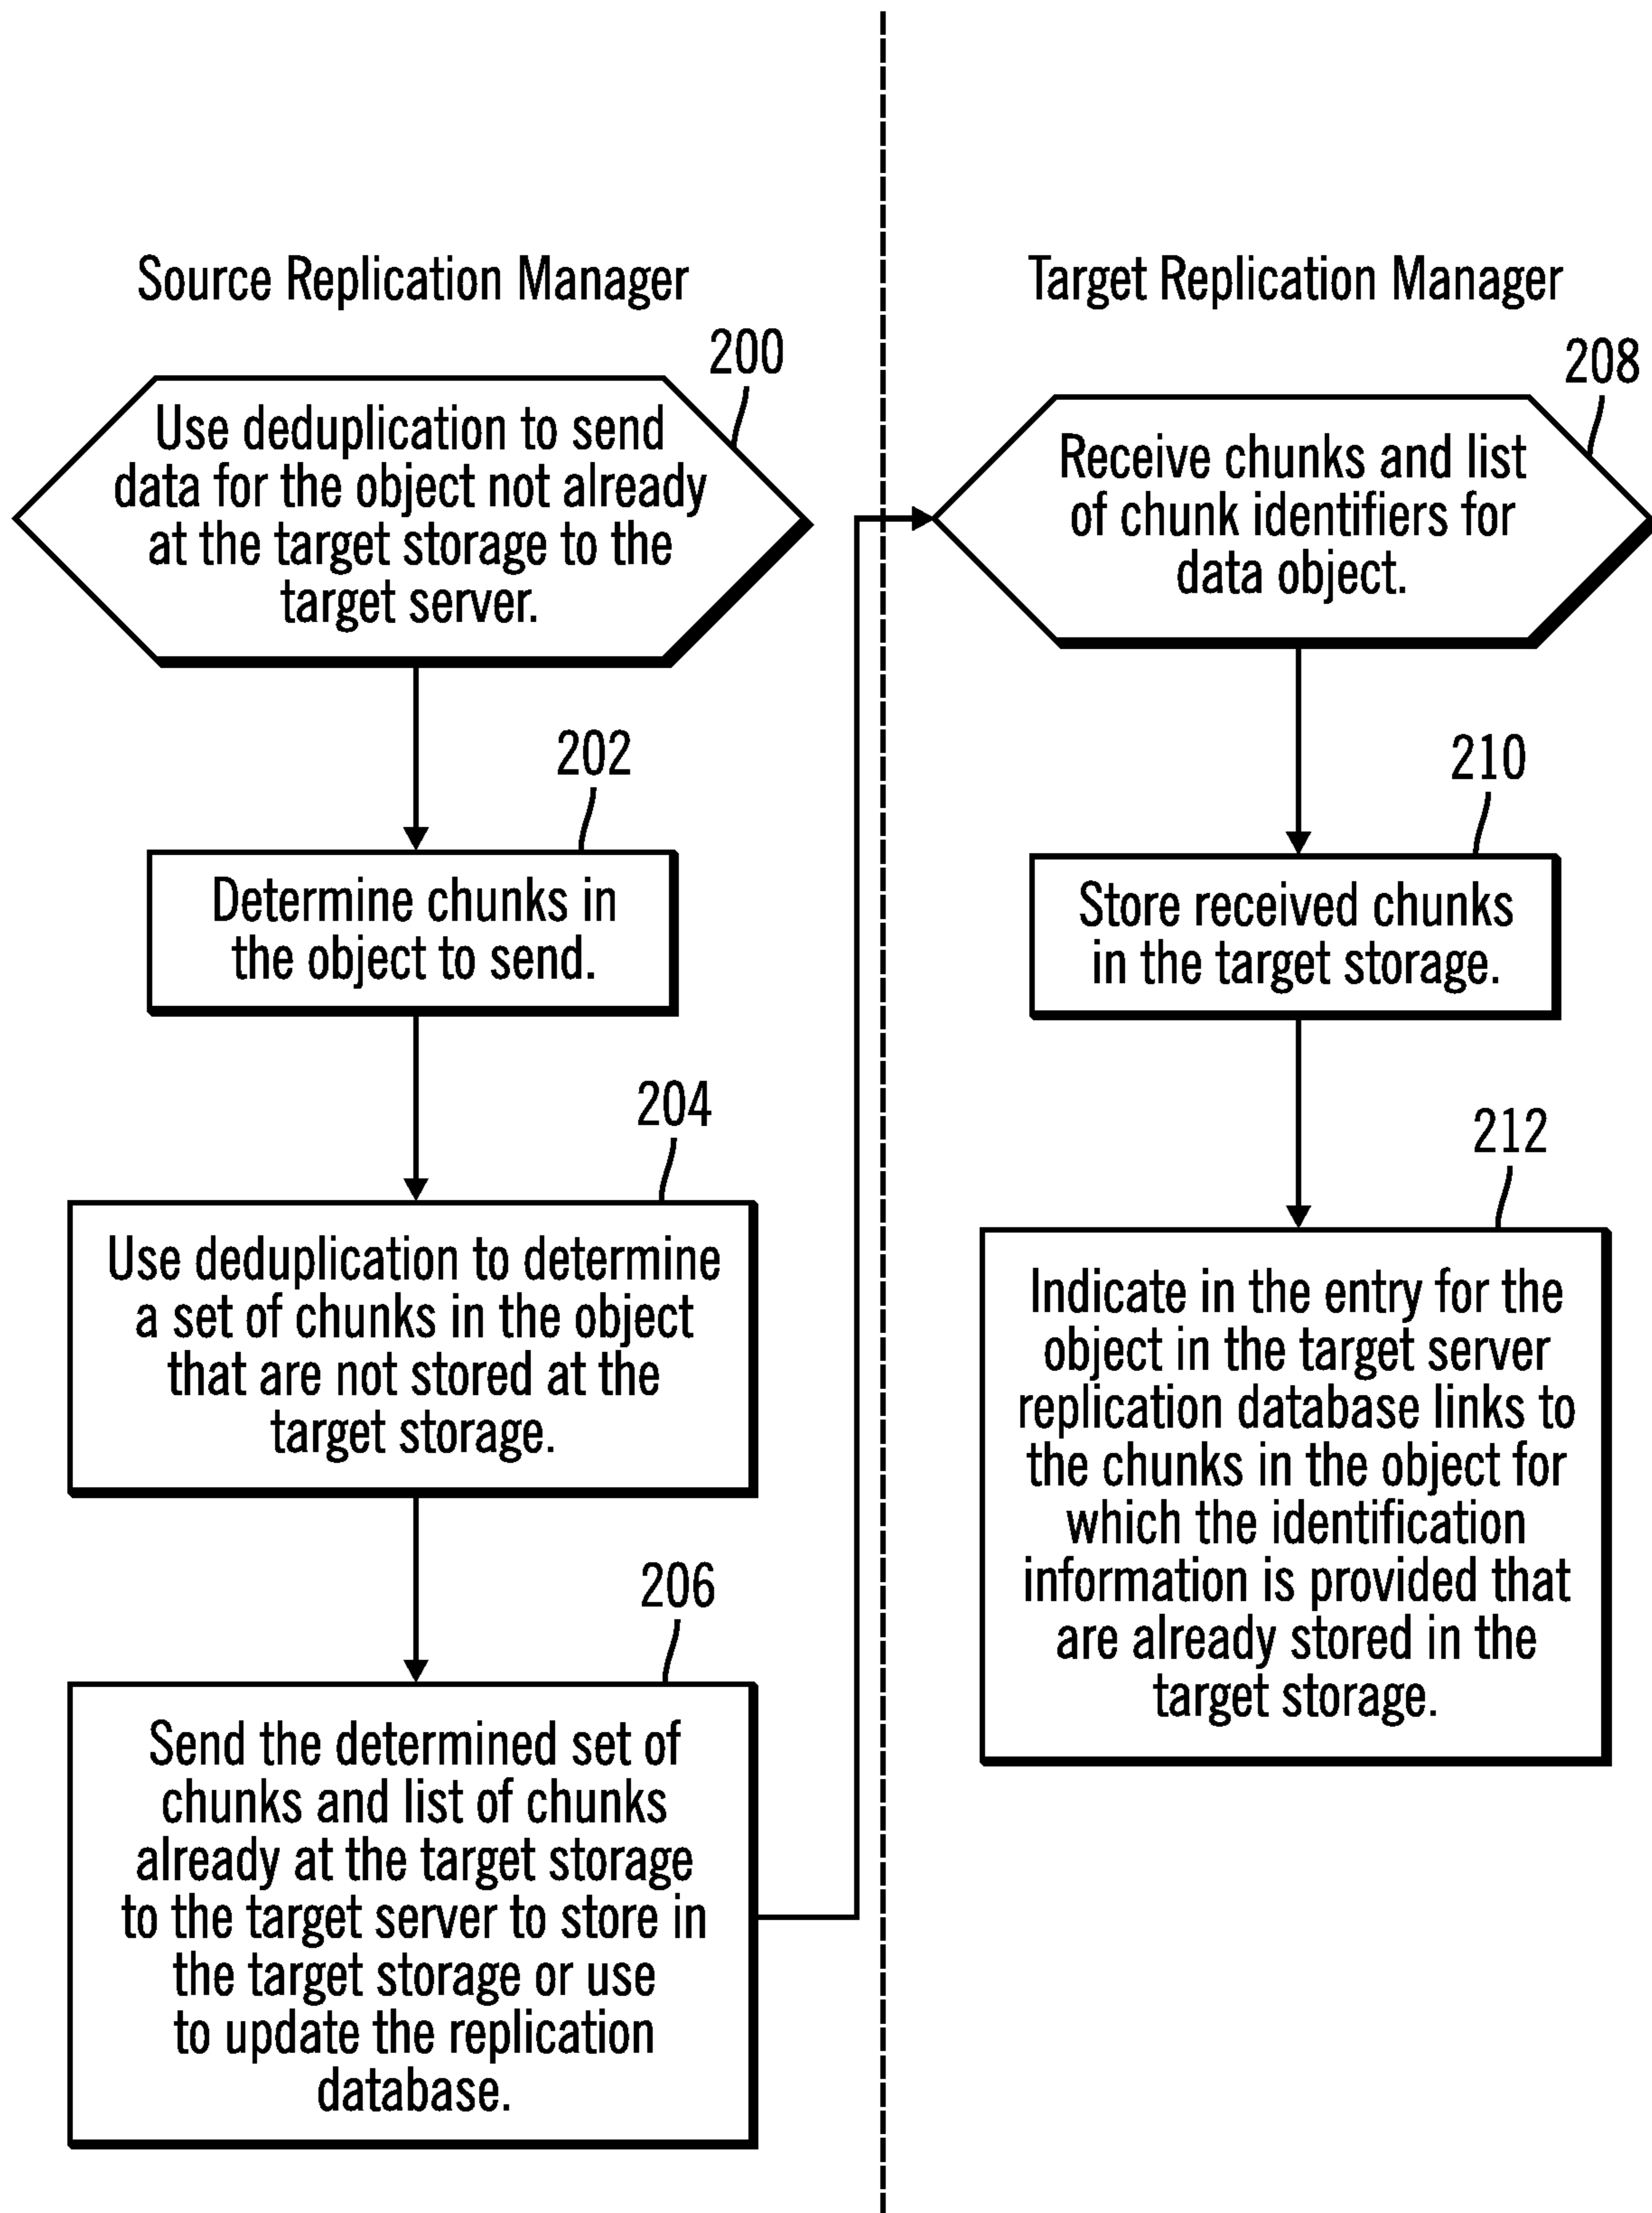 Source Replication Manager
200
Use deduplication to send
data for the object not already
at the target storage to the
target server.
202
Determine chunks in
the object to send.
204
Use deduplication to determine
a set of chunks in the object
that are not stored at the
target storage.
206
Send the determined set of
chunks and list of chunks
already at the target storage
to the target server to store in
the target storage or use
to update the replication
database.
Target Replication Manager
208
Receive chunks and list
of chunk identifiers for
data object.
210
Store received chunks
in the target storage.
212
Indicate in the entry for the
object in the target server
replication database links to
the chunks in the object for
which the identification
information is provided that
are already stored in the
target storage.